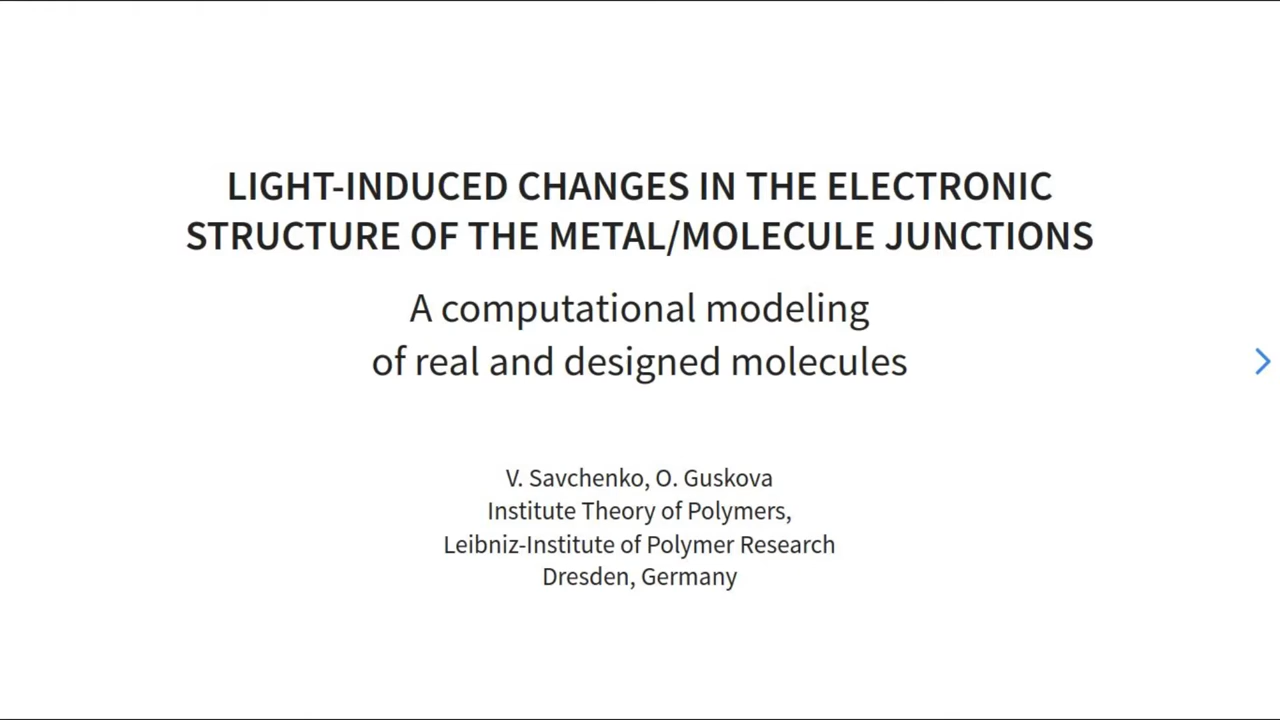 LIGHT-INDUCED CHANGES IN THE ELECTRONIC
STRUCTURE OF THE METAL/MOLECULE JUNCTIONS
A computational modeling
of real and designed molecules
V. Savchenko, O. Guskova
Institute Theory of Polymers,
Leibniz-Institute of Polymer Research
Dresden, Germany